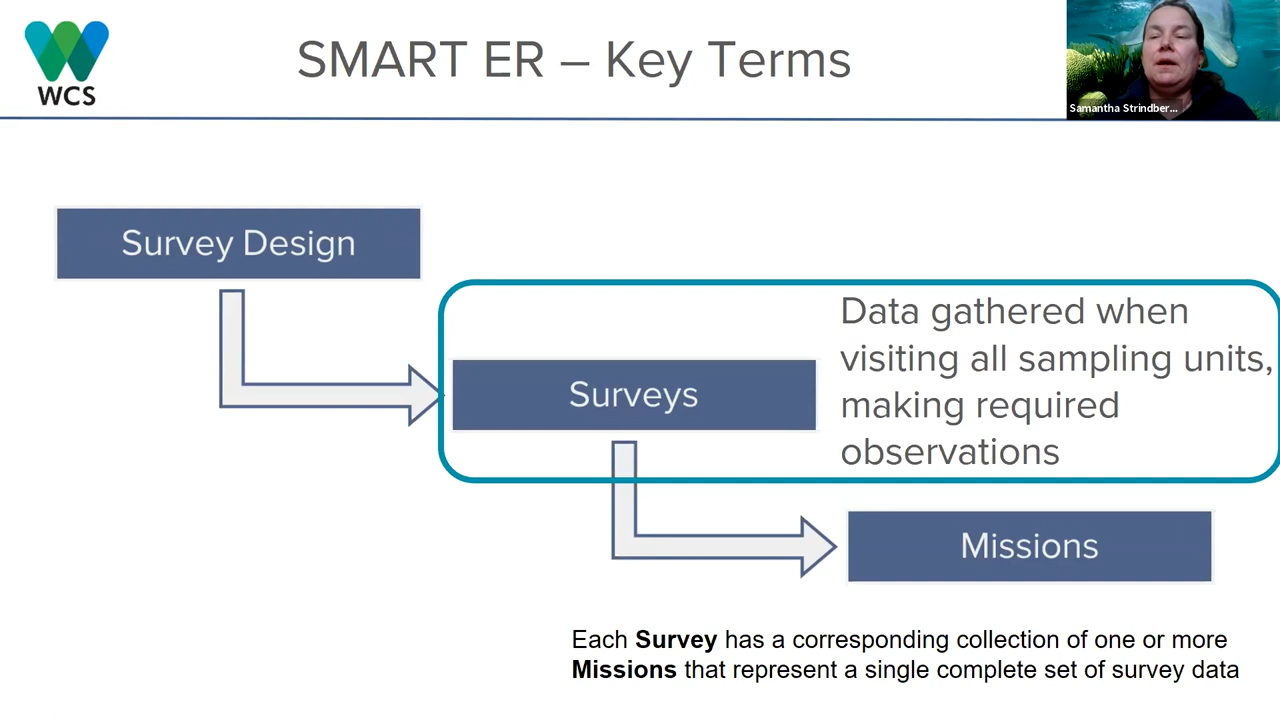 WCS
SMART ER – Key Terms
Samantha Strindber...
Survey Design
Surveys
Data gathered when
visiting all sampling units,
making required
observations
Missions
Each Survey has a corresponding collection of one or more
Missions that represent a single complete set of survey data